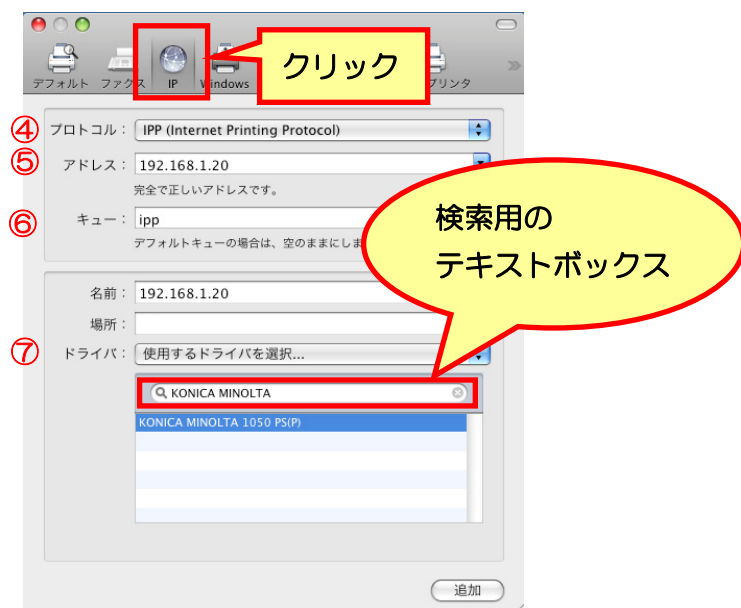 クリック
デフォルト ファクス IP Windows プリンタ
④ プロトコル： IPP (Internet Printing Protocol)
⑤ アドレス： 192.168.1.20
完全で正しいアドレスです。
⑥ キュー： ipp
デフォルトキューの場合は、空のままにしま
検索用の
テキストボックス
名前： 192.168.1.20
場所：
⑦ ドライバ： 使用するドライバを選択...
KONICA MINOLTA
KONICA MINOLTA 1050 PS(P)
追加